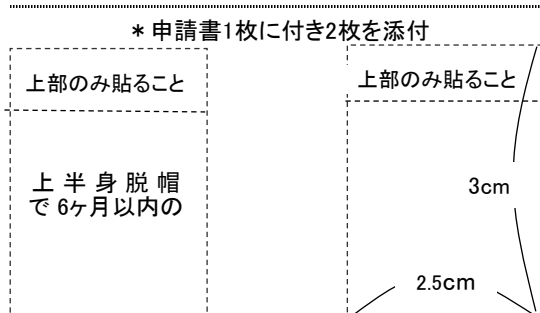 ＊申請書1枚に付き2枚を添付
上部のみ貼ること
上部のみ貼ること
上半身脱帽
で6ヶ月以内の
3cm
2.5cm